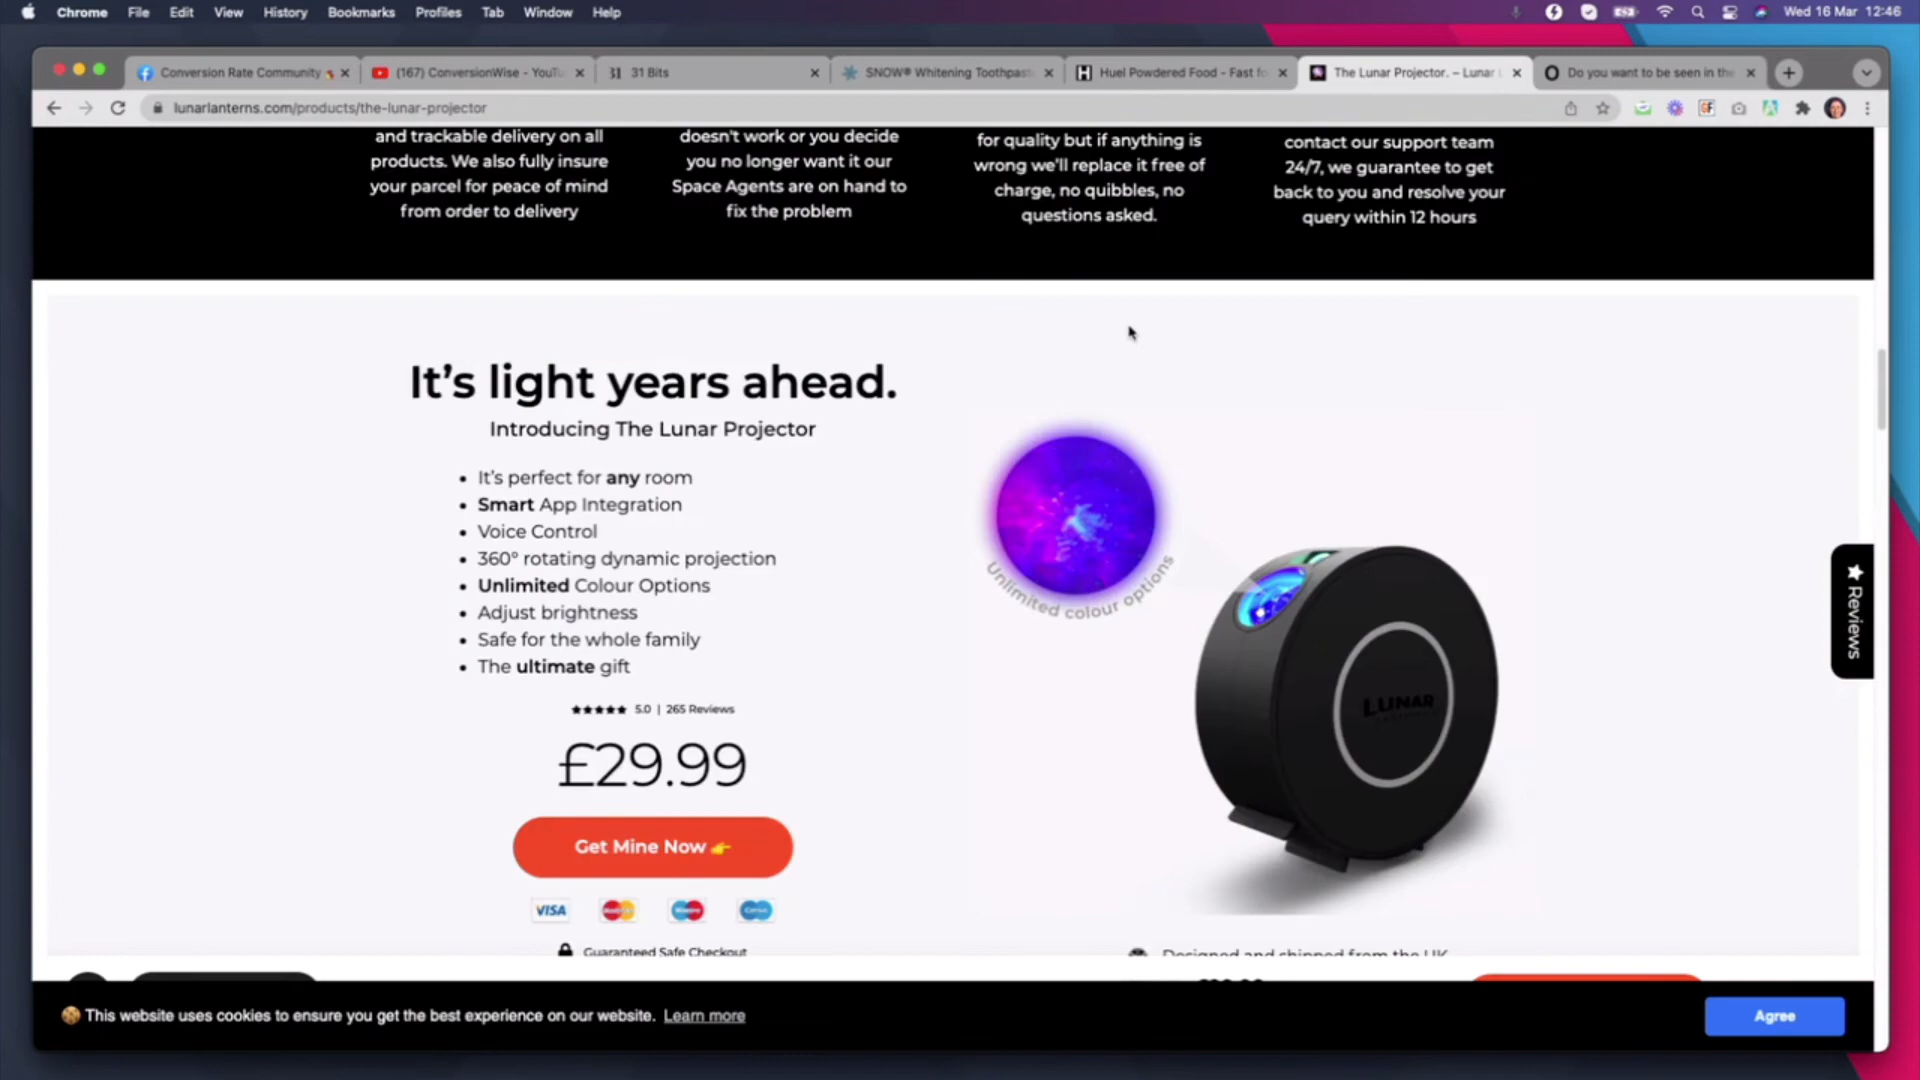 Chrome File Edit View History Bookmarks Profiles Tab Window Help
Wed 16 Mar 12:46
Conversion Rate Community
(167) ConversionWise - YouTu
31 Bits
SNOW® Whitening Toothpast
Huel Powdered Food - Fast fo
The Lunar Projector. – Lunar
Do you want to be seen in the
lunarlanterns.com/products/the-lunar-projector
and trackable delivery on all
products. We also fully insure
your parcel for peace of mind
from order to delivery
doesn't work or you decide
you no longer want it our
Space Agents are on hand to
fix the problem
for quality but if anything is
wrong we'll replace it free of
charge, no quibbles, no
questions asked.
contact our support team
24/7, we guarantee to get
back to you and resolve your
query within 12 hours
It's light years ahead.
Introducing The Lunar Projector
It's perfect for any room
Smart App Integration
Voice Control
360° rotating dynamic projection
Unlimited Colour Options
Adjust brightness
Safe for the whole family
The ultimate gift
★★★★★ 5.0 | 265 Reviews
£29.99
Get Mine Now 👉
VISA
Guaranteed Safe Checkout
Unlimited colour options
LUNAR
Designed and shipped from the UK
★ Reviews
🍪 This website uses cookies to ensure you get the best experience on our website. Learn more
Agree